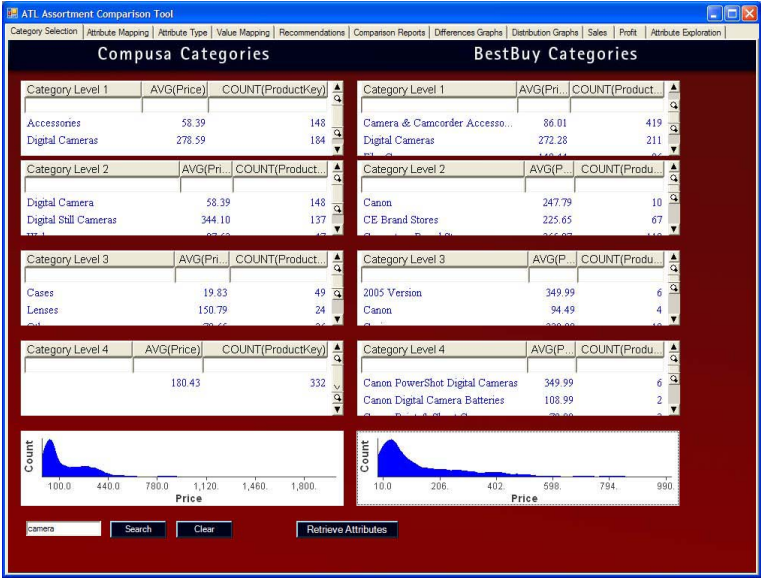 ATL Assortment Comparison Tool
Category Selection Attribute Mapping Attribute Type Value Mapping Recommendations Comparison Reports Differences Graphs Distribution Graphs Sales Profit Attribute Exploration
Compusa Categories
BestBuy Categories
Category Level 1 AVG(Price) COUNT(ProductKey)
Accessories 58.39 148
Digital Cameras 278.59 184
Category Level 1 AVG(Pri... COUNT(Product...
Camera & Camcorder Accesso... 86.01 419
Digital Cameras 272.28 211
Category Level 2 AVG(Pri... COUNT(Product...
Digital Camera 58.39 148
Digital Still Cameras 344.10 137
Category Level 2 AVG(P... COUNT(Produ...
Canon 247.79 10
CE Brand Stores 225.65 67
Category Level 3 AVG(Pri... COUNT(Product...
Cases 19.83 49
Lenses 150.79 24
Category Level 3 AVG(P... COUNT(Produ...
2005 Version 349.99 6
Canon 94.49 4
Category Level 4 AVG(Price) COUNT(ProductKey)
180.43 332
Category Level 4 AVG(P... COUNT(Produ...
Canon PowerShot Digital Cameras 349.99 6
Canon Digital Camera Batteries 108.99 2
Count
100.0 440.0 780.0 1,120. 1,460. 1,800.
Price
Count
10.0 206. 402. 598. 794. 990.
Price
camera Search Clear Retrieve Attributes